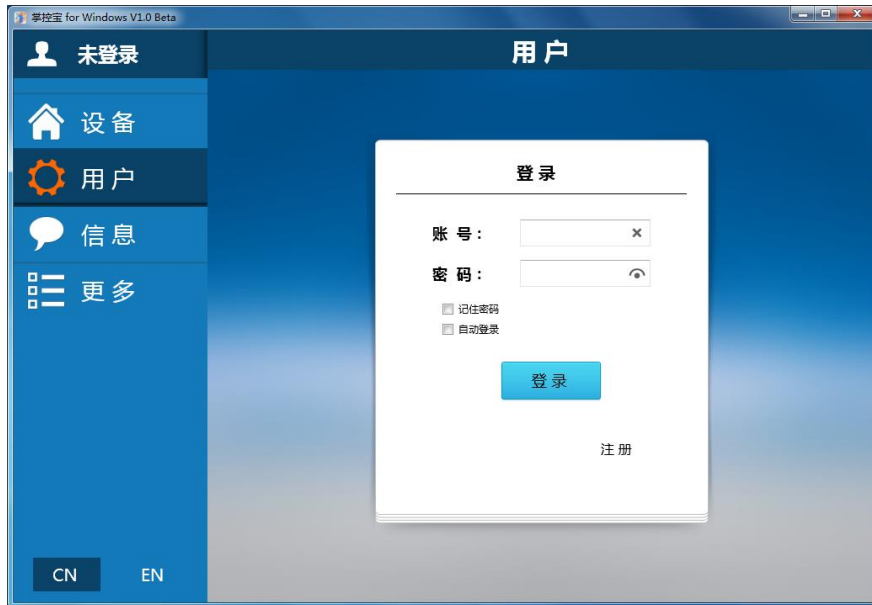 掌控宝 for Windows V1.0 Beta
未登录
用户
设备
用户
信息
更多
登录
账号：
密码：
记住密码
自动登录
登录
注册
CN EN